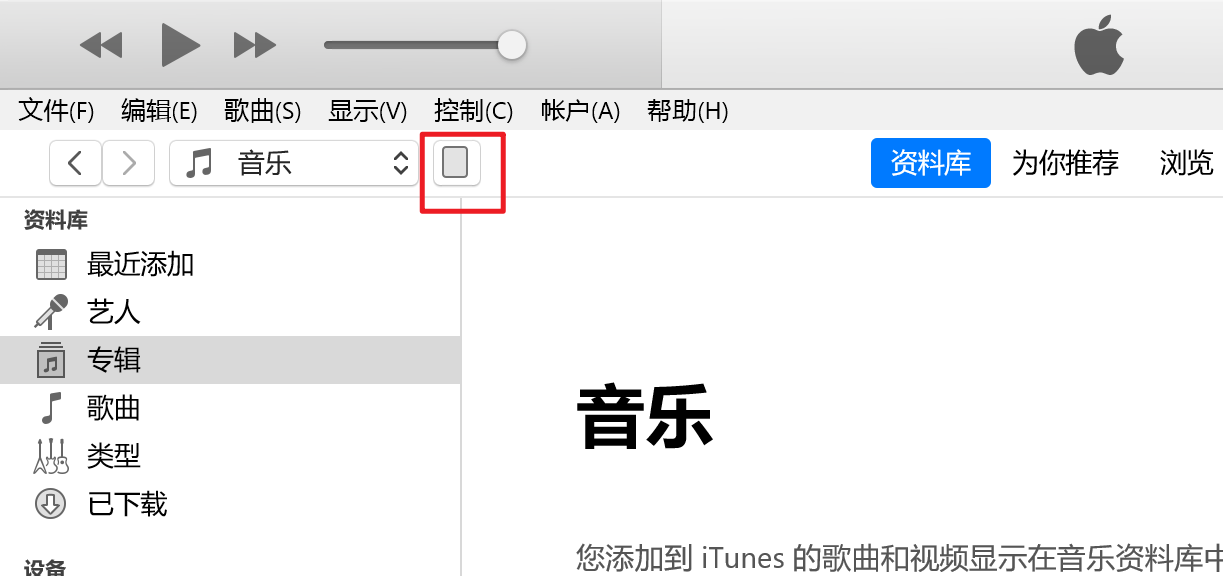 文件(F) 编辑(E) 歌曲(S) 显示(V) 控制(C) 帐户(A) 帮助(H)
音乐 资料库 为你推荐 浏览
资料库
最近添加
艺人
专辑
歌曲
类型
已下载
设备
音乐
您添加到 iTunes 的歌曲和视频显示在音乐资料库中